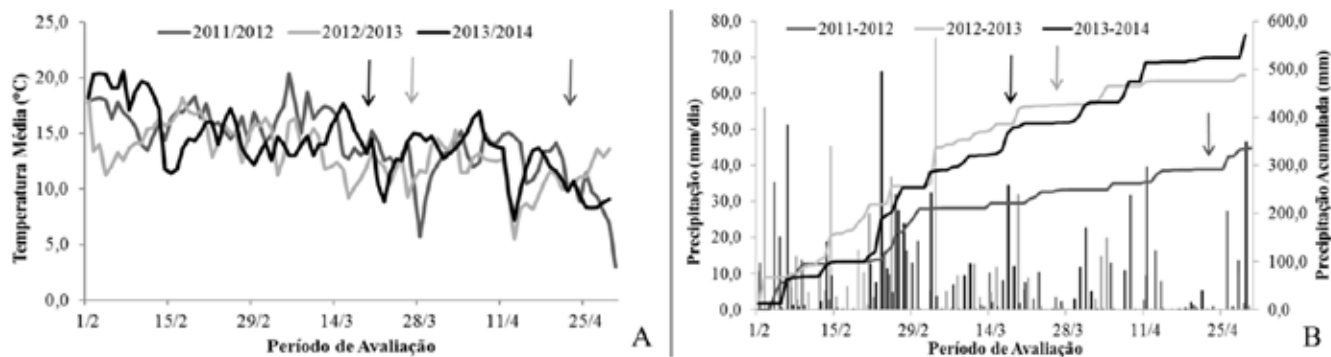 Temperatura Média (°C)
25,0
20,0
15,0
10,0
5,0
0,0
2011/2012 2012/2013 2013/2014
1/2 15/2 29/2 14/3 28/3 11/4 25/4
Período de Avaliação
A
Precipitação (mm/dia)
80,0
70,0
60,0
50,0
40,0
30,0
20,0
10,0
0,0
2011-2012 2012-2013 2013-2014
600,0
500,0
400,0
300,0
200,0
100,0
0,0
Precipitação Acumulada (mm)
1/2 15/2 29/2 14/3 28/3 11/4 25/4
Período de Avaliação
B